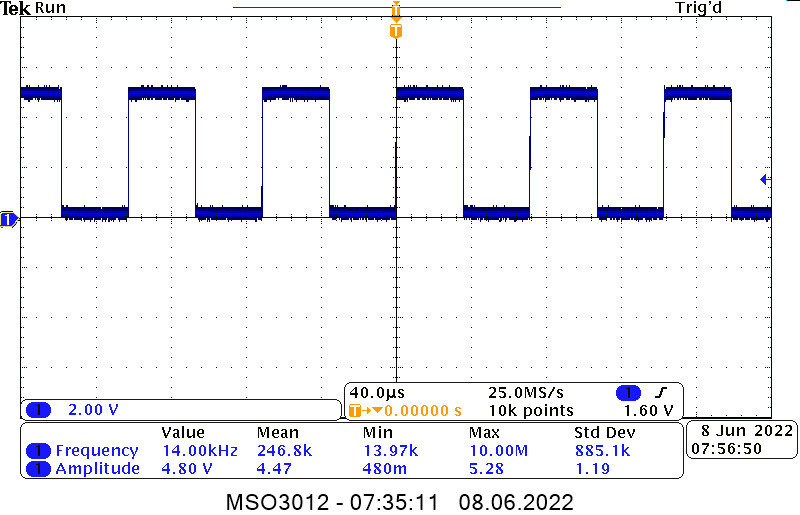 Tek Run Trig'd
T
T
1
1 2.00 V
40.0µs 25.0MS/s 1
T→▼0.00000 s 10k points 1.60 V
Value Mean Min Max Std Dev
1 Frequency 14.00kHz 246.8k 13.97k 10.00M 885.1k
1 Amplitude 4.80 V 4.47 480m 5.28 1.19
8 Jun 2022
07:56:50
MSO3012 - 07:35:11 08.06.2022